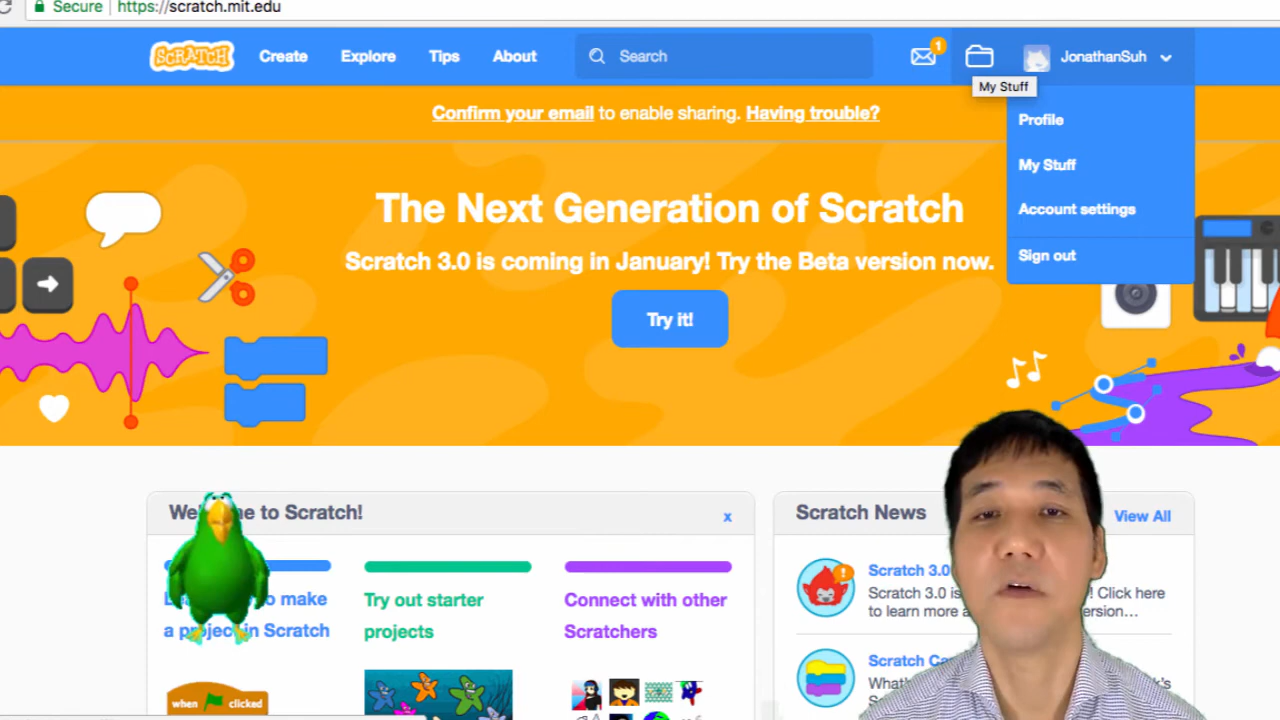 Secure https://scratch.mit.edu
SCRATCH Create Explore Tips About Search 1 JonathanSuh
My Stuff
Confirm your email to enable sharing. Having trouble?
Profile
My Stuff
Account settings
Sign out
The Next Generation of Scratch
Scratch 3.0 is coming in January! Try the Beta version now.
Try it!
to Scratch! x
to make
a project in Scratch
Try out starter
projects
Connect with other
Scratchers
when clicked
Scratch News View All
Scratch 3.0
Scratch 3.0 is ! Click here
to learn more
Scratch
What'